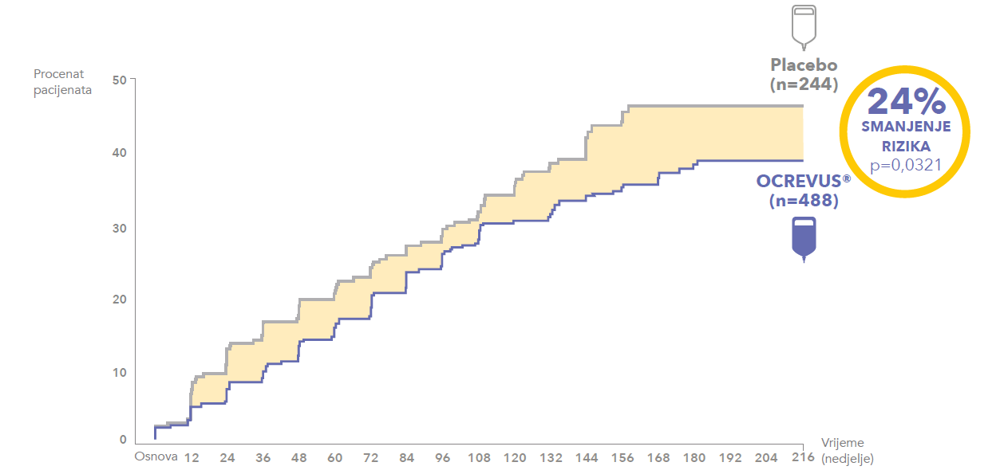 Procenat
pacijenata
50
40
30
20
10
0
Osnova 12 24 36 48 60 72 84 96 108 120 132 144 156 168 180 192 204 216
Vrijeme
(nedjelje)
Placebo
(n=244)
24%
SMANJENJE
RIZIKA
p=0,0321
OCREVUS®
(n=488)